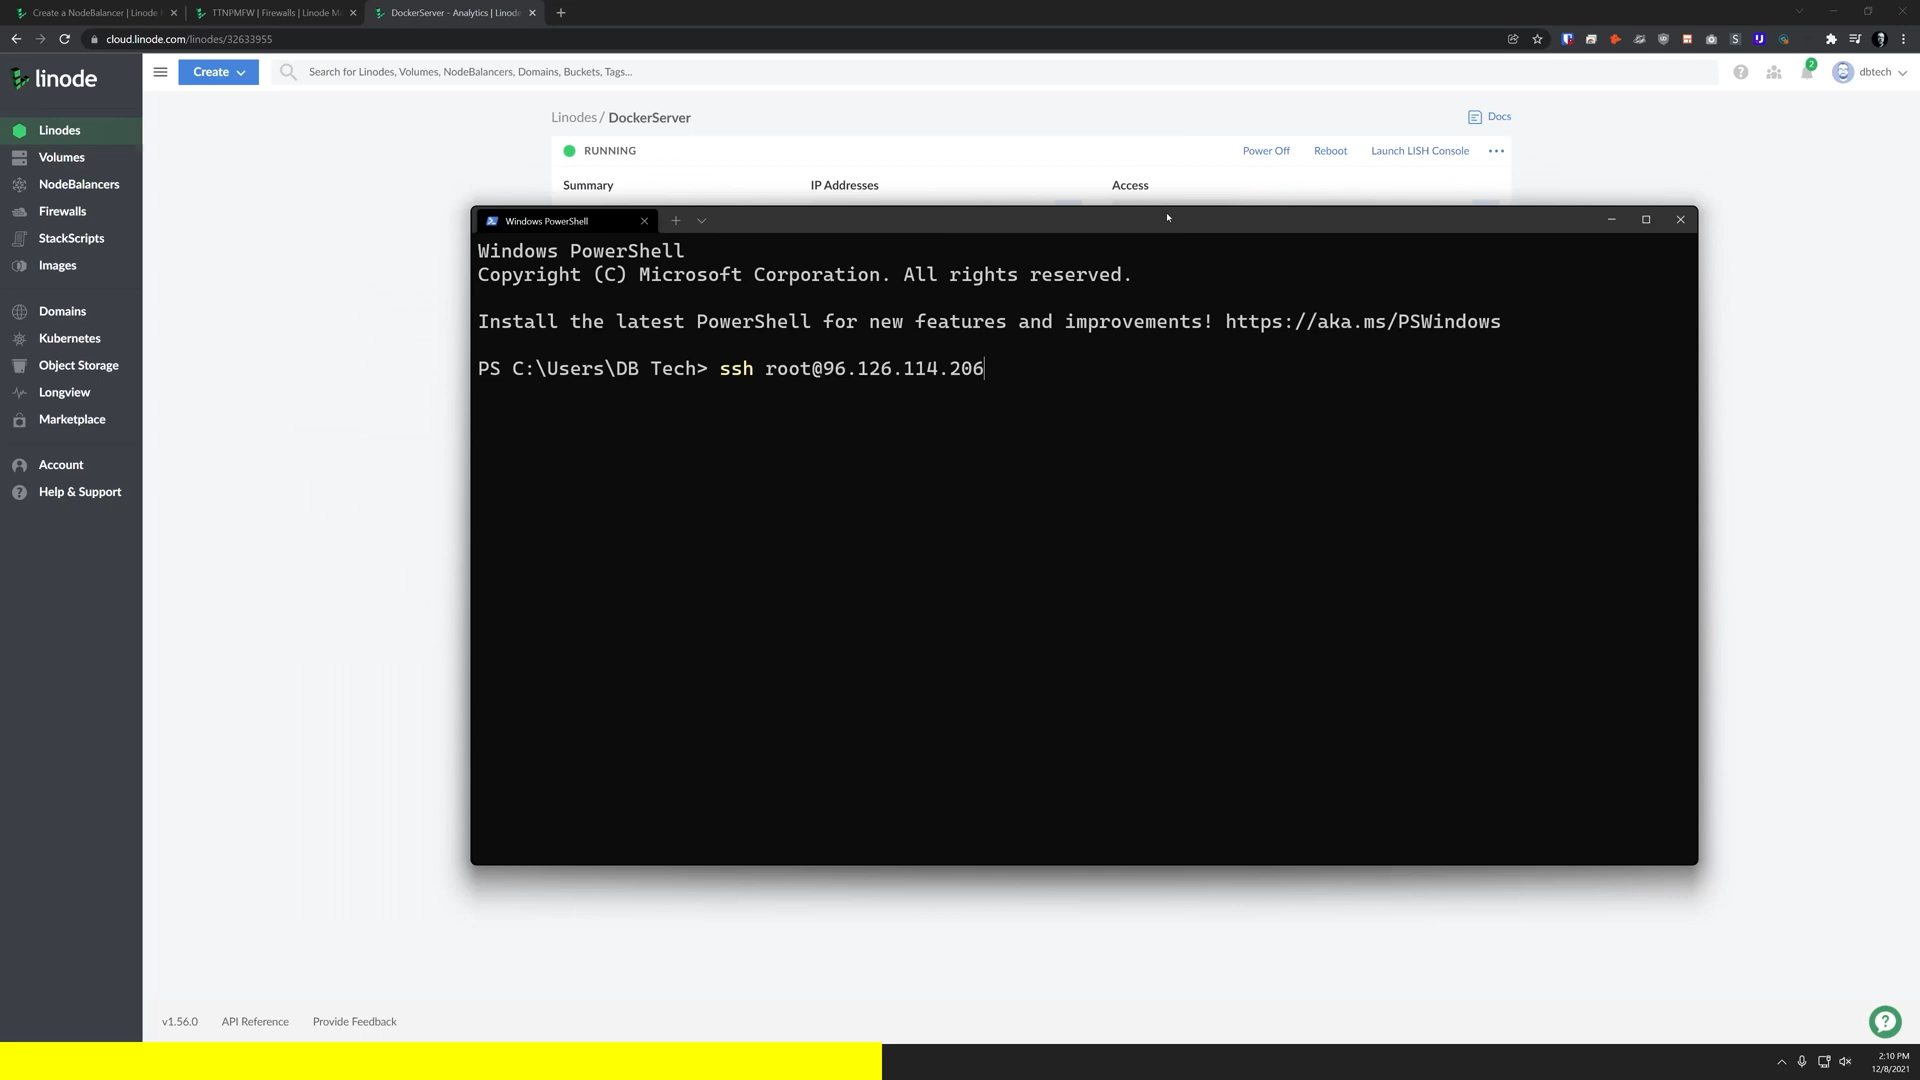 Create a NodeBalancer | Linode
TTNPMFW | Firewalls | Linode M
DockerServer - Analytics | Linode
cloud.linode.com/linodes/32633955
linode
Create
Search for Linodes, Volumes, NodeBalancers, Domains, Buckets, Tags...
2
dbtech
Linodes
Volumes
NodeBalancers
Firewalls
StackScripts
Images
Domains
Kubernetes
Object Storage
Longview
Marketplace
Account
Help & Support
Linodes / DockerServer
Docs
RUNNING
Power Off
Reboot
Launch LISH Console
Summary
IP Addresses
Access
Windows PowerShell
Windows PowerShell
Copyright (C) Microsoft Corporation. All rights reserved.
Install the latest PowerShell for new features and improvements! https://aka.ms/PSWindows
PS C:\Users\DB Tech> ssh root@96.126.114.206
v1.56.0
API Reference
Provide Feedback
2:10 PM
12/8/2021